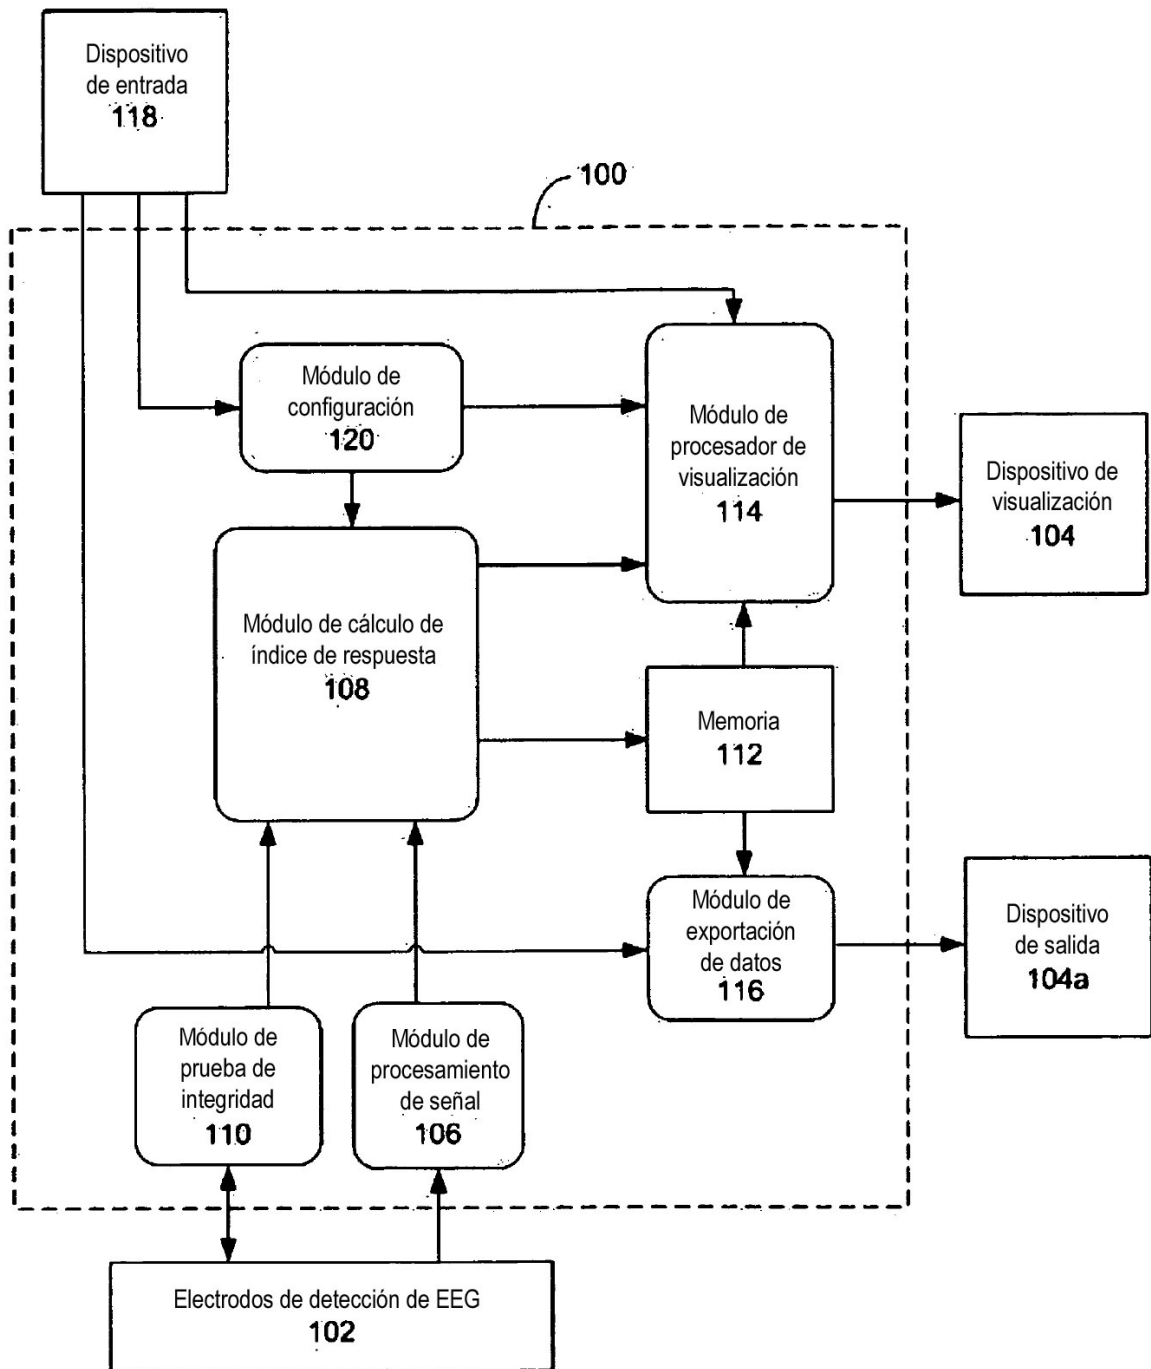 Dispositivo
de entrada
118
100
Módulo de
configuración
120
Módulo de
procesador de
visualización
114
Dispositivo de
visualización
104
Módulo de cálculo de
índice de respuesta
108
Memoria
112
Módulo de
exportación
de datos
116
Dispositivo
de salida
104a
Módulo de
prueba de
integridad
110
Módulo de
procesamiento
de señal
106
Electrodos de detección de EEG
102